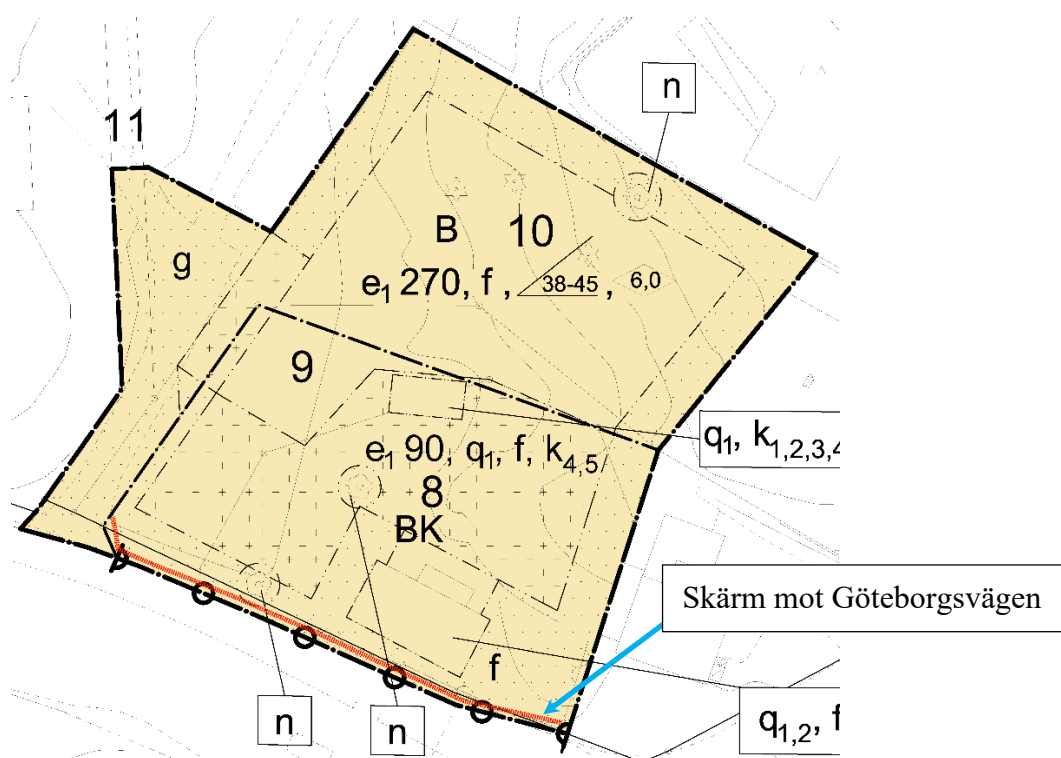 n
11
B 10
g
e₁ 270, f , 38-45 , 6,0
9
q₁, k₁,₂,₃,₄
e₁ 90, q₁, f, k₄,₅
8
BK
Skärm mot Göteborgsvägen
f
n
n
q₁,₂, f